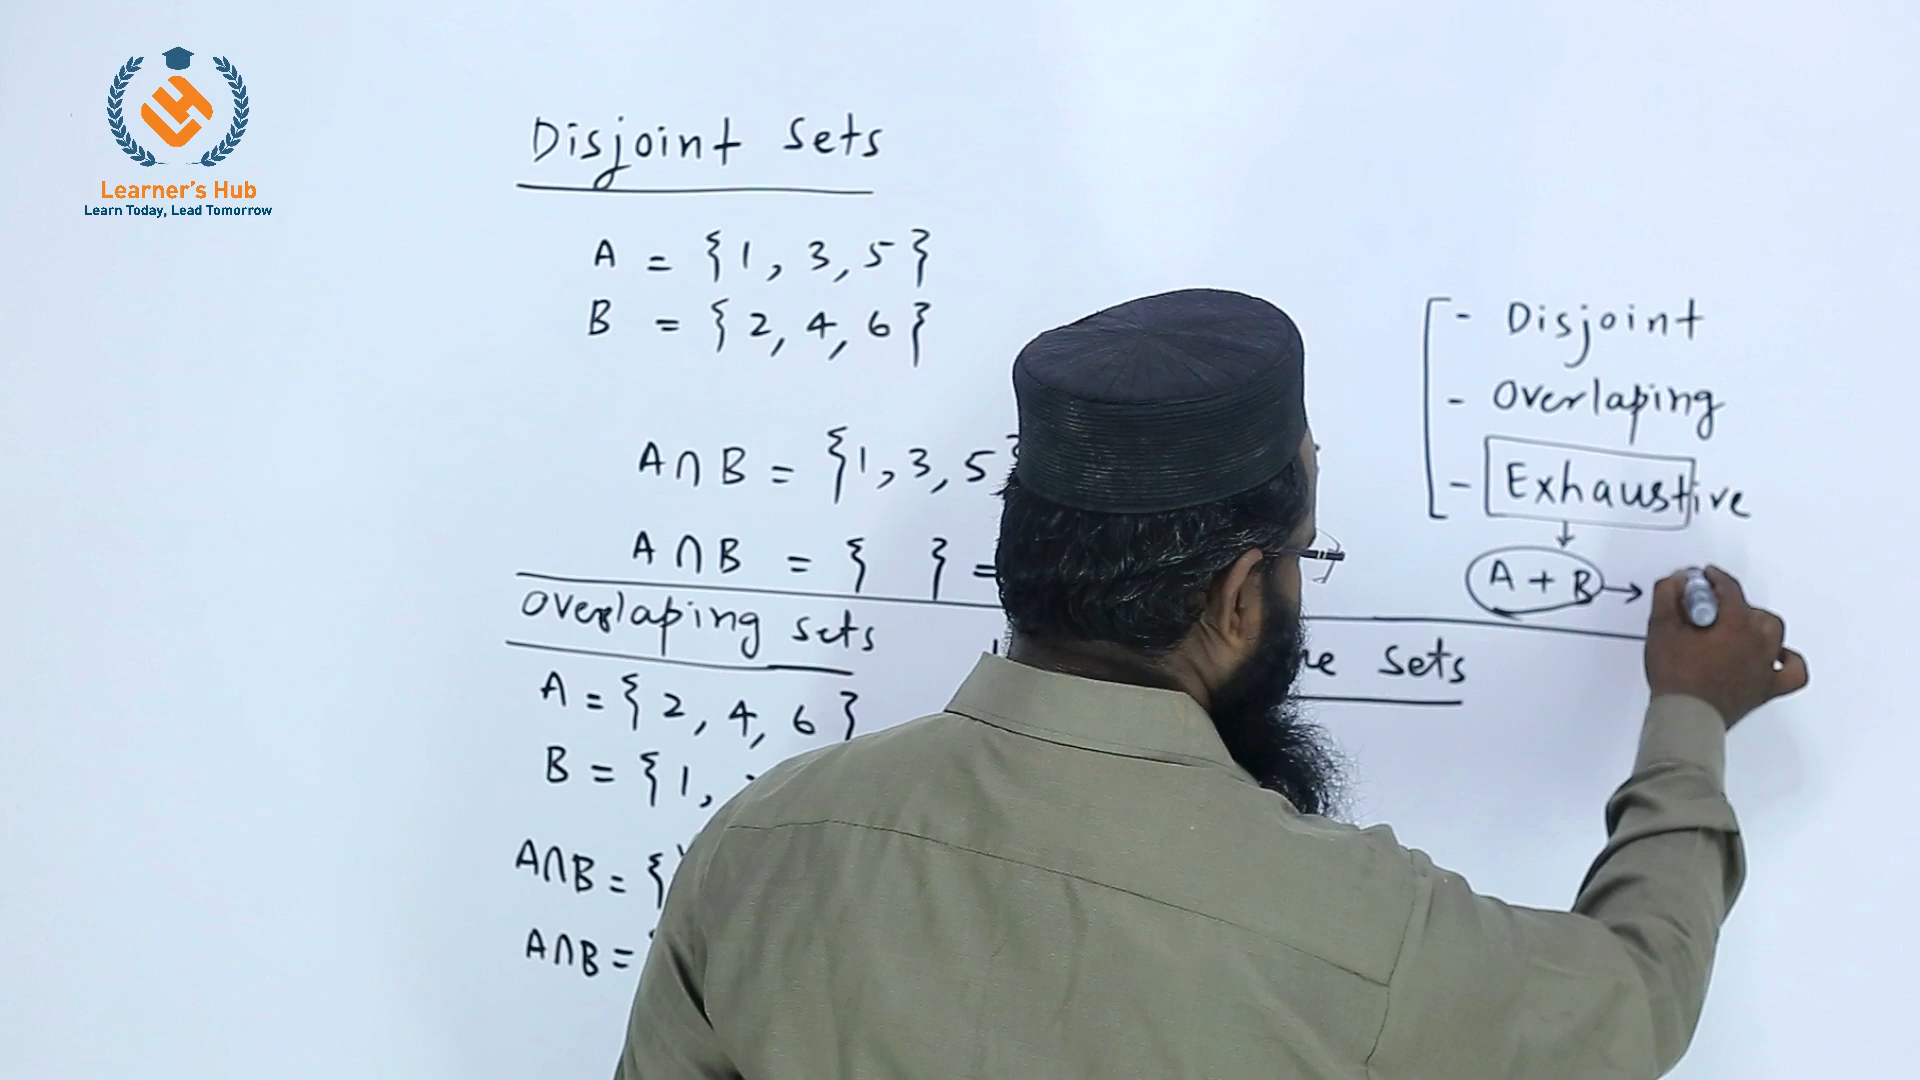 Learner's Hub
Learn Today, Lead Tomorrow
Disjoint Sets
A = {1, 3, 5}
B = {2, 4, 6}
A∩B = {1, 3, 5
A∩B = { } =
Overlaping sets
A = {2, 4, 6}
B = {1,
A∩B = {
A∩B =
- Disjoint
- Overlaping
- Exhaustive
↓
A + B →
Sets